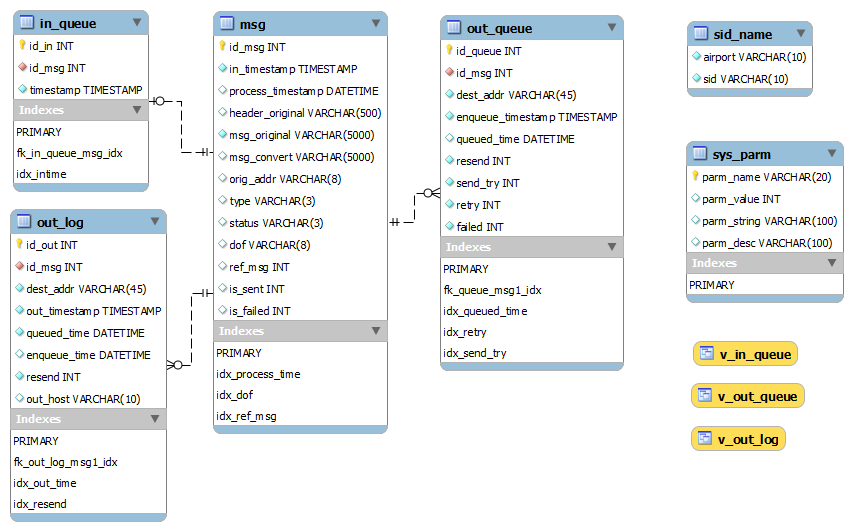 in_queue
id_in INT
id_msg INT
timestamp TIMESTAMP
Indexes
PRIMARY
fk_in_queue_msg_idx
idx_intime
out_log
id_out INT
id_msg INT
dest_addr VARCHAR(45)
out_timestamp TIMESTAMP
queued_time DATETIME
enqueue_time DATETIME
resend INT
out_host VARCHAR(10)
Indexes
PRIMARY
fk_out_log_msg1_idx
idx_out_time
idx_resend
msg
id_msg INT
in_timestamp TIMESTAMP
process_timestamp DATETIME
header_original VARCHAR(500)
msg_original VARCHAR(5000)
msg_convert VARCHAR(5000)
orig_addr VARCHAR(8)
type VARCHAR(3)
status VARCHAR(3)
dof VARCHAR(8)
ref_msg INT
is_sent INT
is_failed INT
Indexes
PRIMARY
idx_process_time
idx_dof
idx_ref_msg
out_queue
id_queue INT
id_msg INT
dest_addr VARCHAR(45)
enqueue_timestamp TIMESTAMP
queued_time DATETIME
resend INT
send_try INT
retry INT
failed INT
Indexes
PRIMARY
fk_queue_msg1_idx
idx_queued_time
idx_retry
idx_send_try
sid_name
airport VARCHAR(10)
sid VARCHAR(10)
sys_parm
parm_name VARCHAR(20)
parm_value INT
parm_string VARCHAR(100)
parm_desc VARCHAR(100)
Indexes
PRIMARY
v_in_queue
v_out_queue
v_out_log